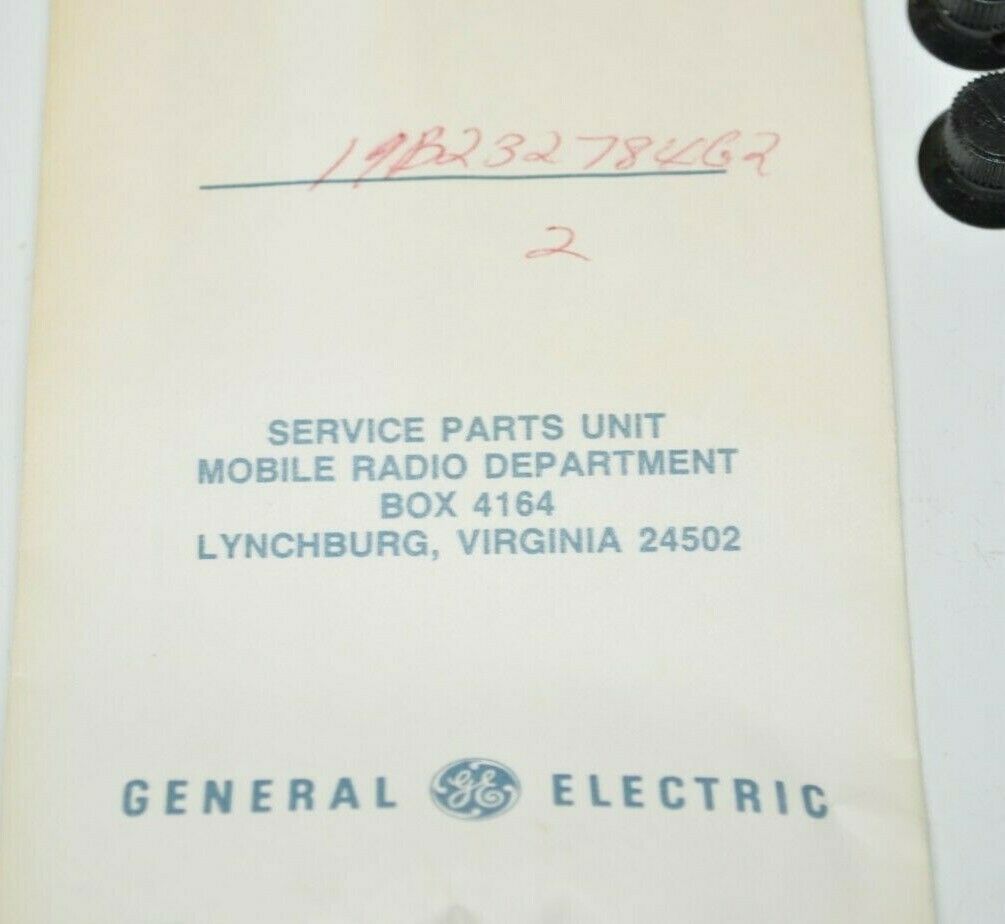 19B232784G2
2
SERVICE PARTS UNIT
MOBILE RADIO DEPARTMENT
BOX 4164
LYNCHBURG, VIRGINIA 24502
GENERAL GE ELECTRIC